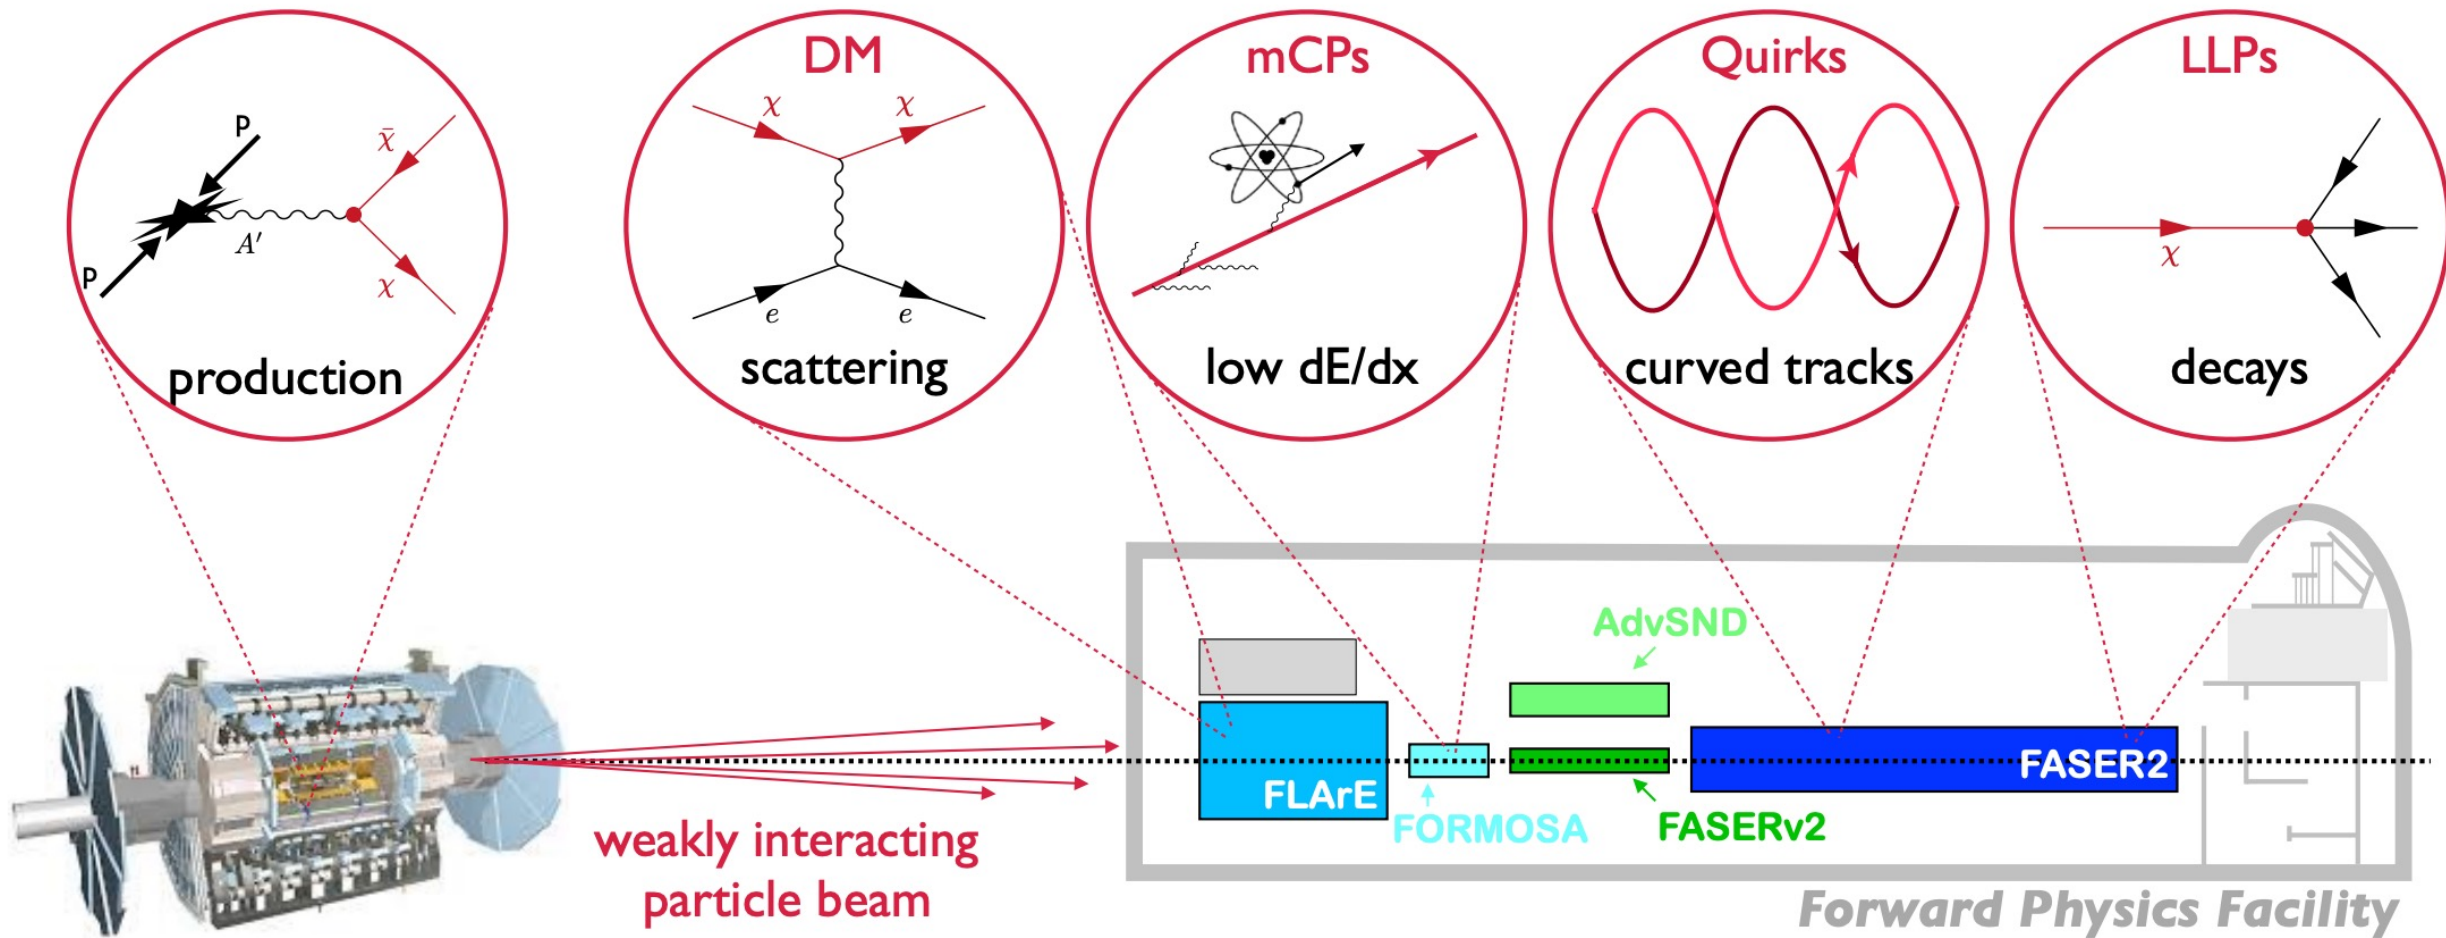 P
P
A′
χ̄
χ
production
DM
χ
χ
e
e
scattering
mCPs
low dE/dx
Quirks
curved tracks
LLPs
χ
decays
weakly interacting
particle beam
FLArE
FORMOSA
AdvSND
FASERv2
FASER2
Forward Physics Facility